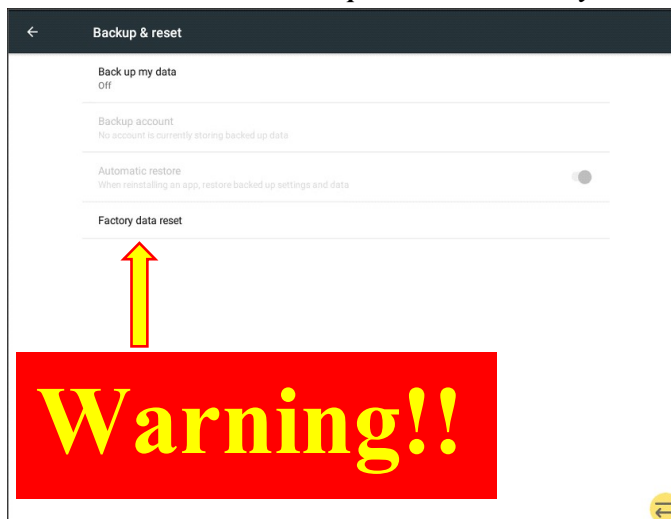 Backup & reset
Back up my data
Off
Backup account
No account is currently storing backed up data
Automatic restore
When reinstalling an app, restore backed up settings and data
Factory data reset
Warning!!